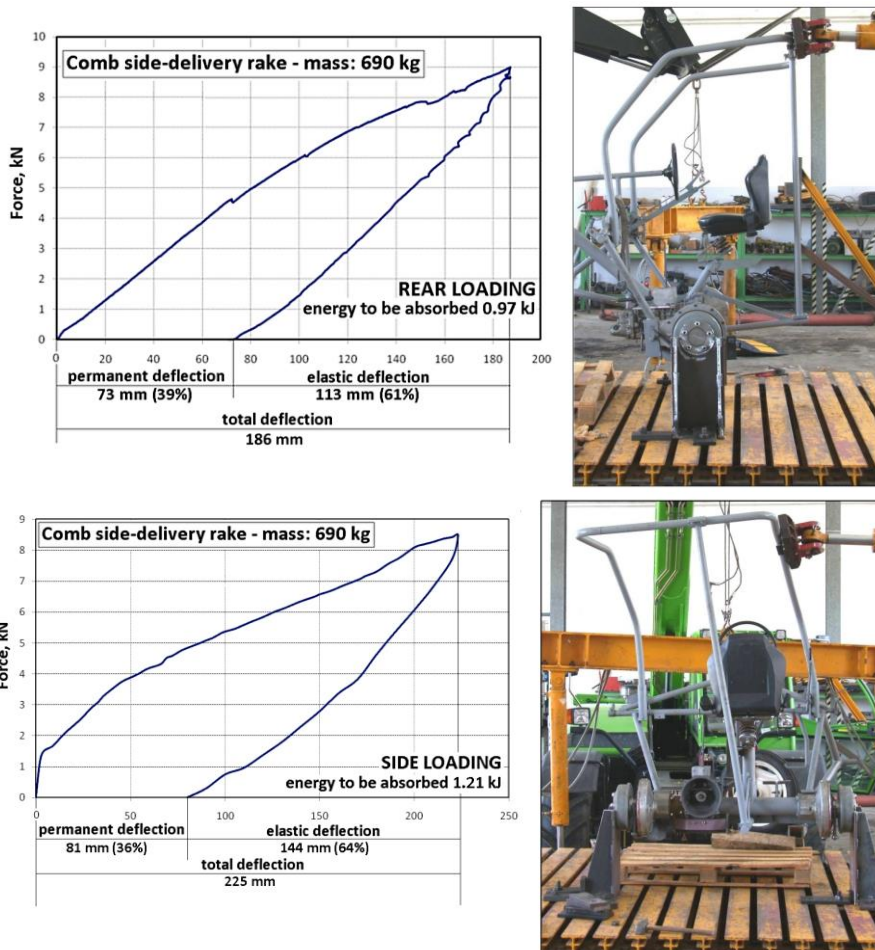 Comb side-delivery rake - mass: 690 kg
Force, kN
10
9
8
7
6
5
4
3
2
1
0
REAR LOADING
energy to be absorbed 0.97 kJ
0 20 40 60 80 100 120 140 160 180 200
permanent deflection elastic deflection
73 mm (39%) 113 mm (61%)
total deflection
186 mm
Comb side-delivery rake - mass: 690 kg
Force, kN
9
8
7
6
5
4
3
2
1
0
SIDE LOADING
energy to be absorbed 1.21 kJ
0 50 100 150 200 250
permanent deflection elastic deflection
81 mm (36%) 144 mm (64%)
total deflection
225 mm